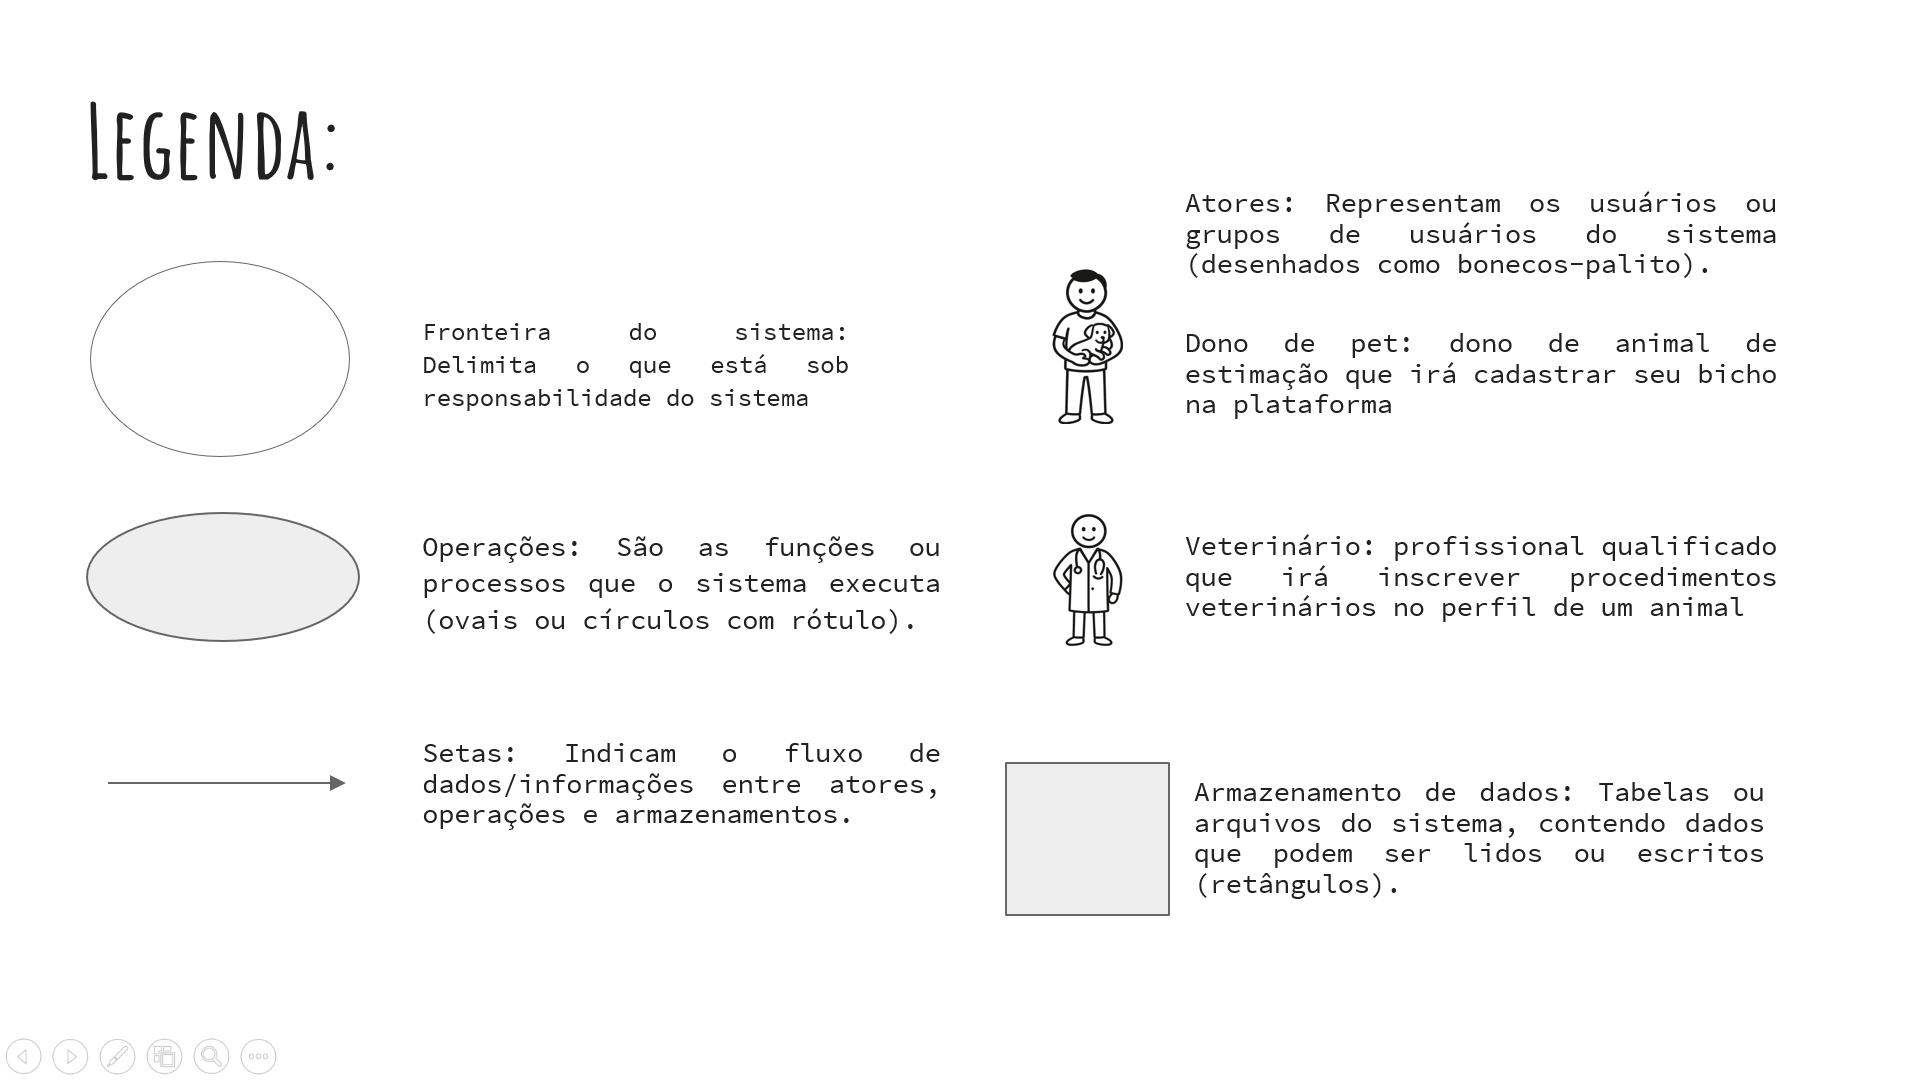 Legenda:
Fronteira do sistema:
Delimita o que está sob
responsabilidade do sistema
Operações: São as funções ou
processos que o sistema executa
(ovais ou círculos com rótulo).
Setas: Indicam o fluxo de
dados/informações entre atores,
operações e armazenamentos.
Atores: Representam os usuários ou
grupos de usuários do sistema
(desenhados como bonecos-palito).
Dono de pet: dono de animal de
estimação que irá cadastrar seu bicho
na plataforma
Veterinário: profissional qualificado
que irá inscrever procedimentos
veterinários no perfil de um animal
Armazenamento de dados: Tabelas ou
arquivos do sistema, contendo dados
que podem ser lidos ou escritos
(retângulos).